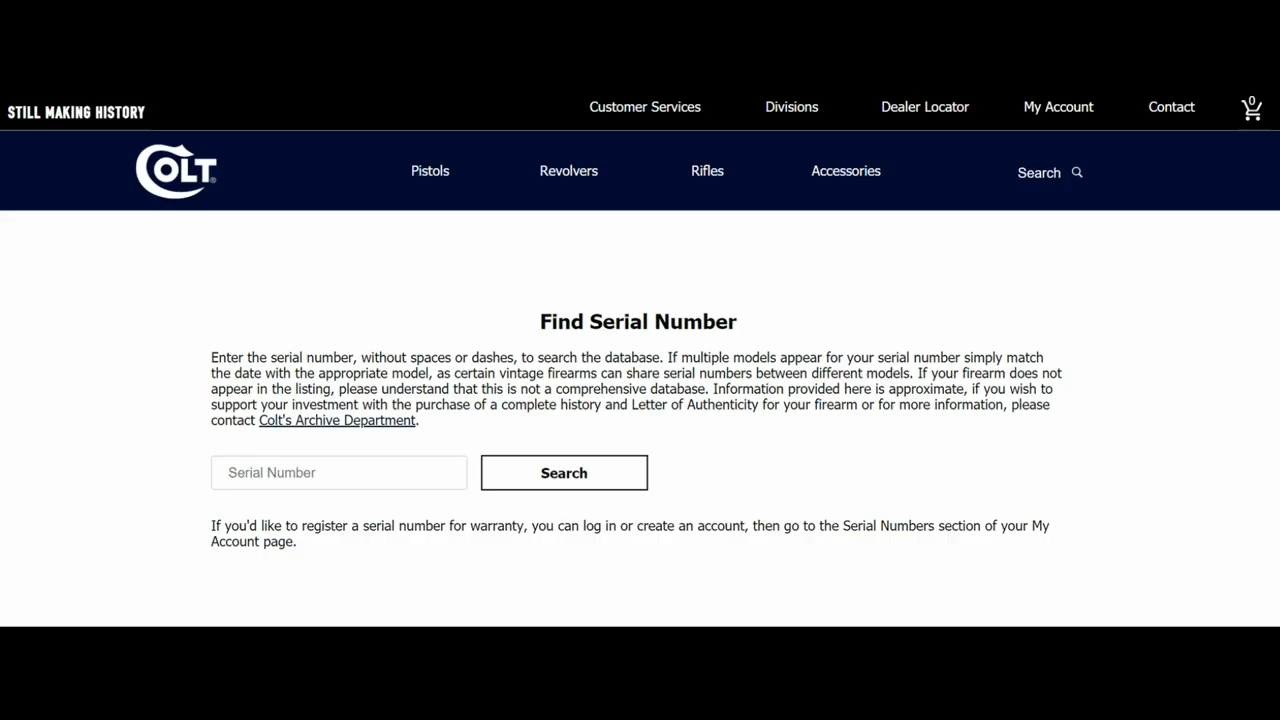 STILL MAKING HISTORY
Customer Services
Divisions
Dealer Locator
My Account
Contact
0
COLT®
Pistols
Revolvers
Rifles
Accessories
Search
Find Serial Number
Enter the serial number, without spaces or dashes, to search the database. If multiple models appear for your serial number simply match
the date with the appropriate model, as certain vintage firearms can share serial numbers between different models. If your firearm does not
appear in the listing, please understand that this is not a comprehensive database. Information provided here is approximate, if you wish to
support your investment with the purchase of a complete history and Letter of Authenticity for your firearm or for more information, please
contact Colt's Archive Department.
Serial Number
Search
If you'd like to register a serial number for warranty, you can log in or create an account, then go to the Serial Numbers section of your My
Account page.